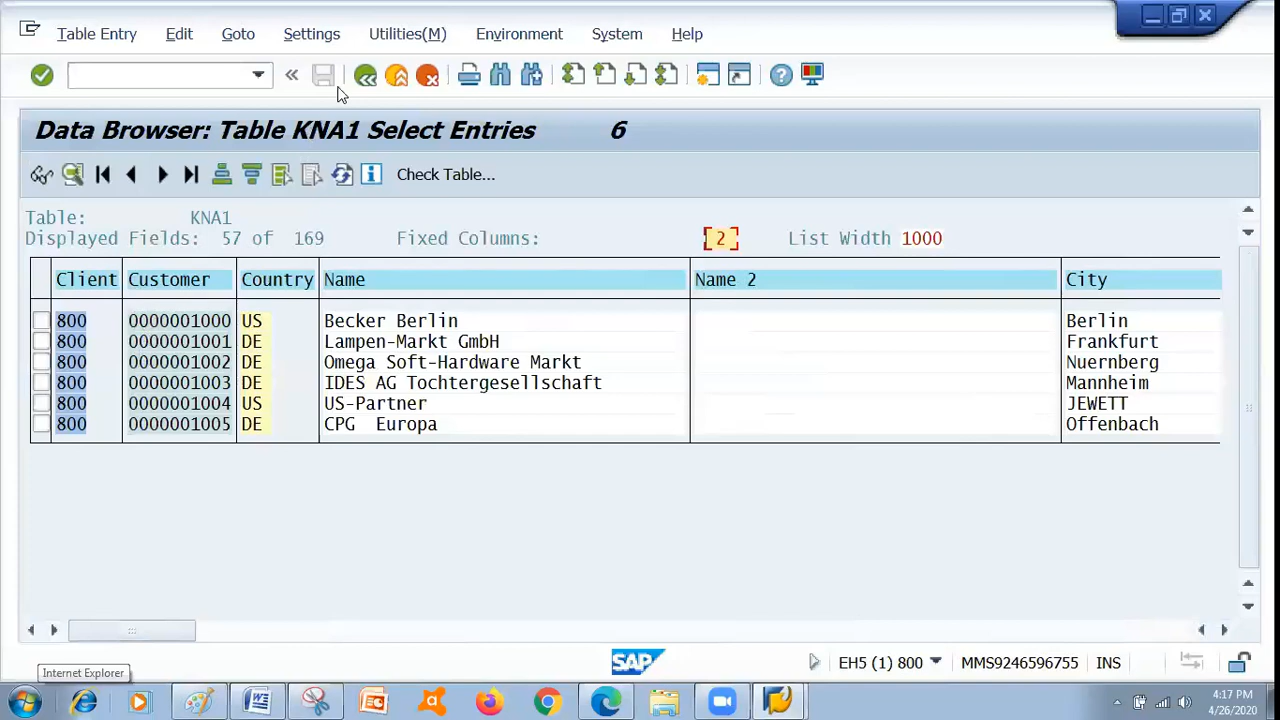 Table Entry Edit Goto Settings Utilities(M) Environment System Help
Data Browser: Table KNA1 Select Entries 6
Check Table...
Table: KNA1
Displayed Fields: 57 of 169 Fixed Columns: 2 List Width 1000
Client Customer Country Name Name 2 City
800 0000001000 US Becker Berlin Berlin
800 0000001001 DE Lampen-Markt GmbH Frankfurt
800 0000001002 DE Omega Soft-Hardware Markt Nuernberg
800 0000001003 DE IDES AG Tochtergesellschaft Mannheim
800 0000001004 US US-Partner JEWETT
800 0000001005 DE CPG Europa Offenbach
SAP EH5 (1) 800 MMS9246596755 INS
Internet Explorer
4:17 PM
4/26/2020